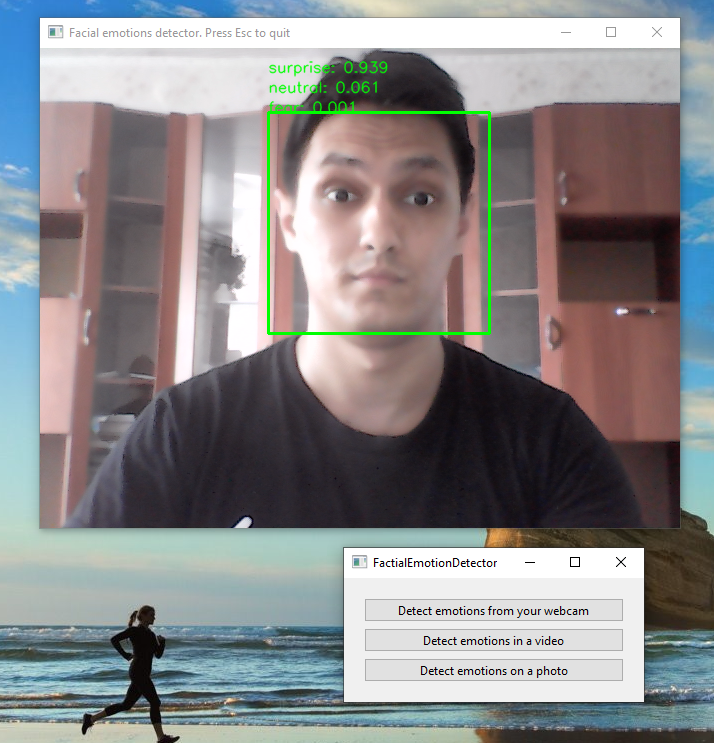 Facial emotions detector. Press Esc to quit
surprise: 0.939
neutral: 0.061
fear: 0.001
FactialEmotionDetector
Detect emotions from your webcam
Detect emotions in a video
Detect emotions on a photo